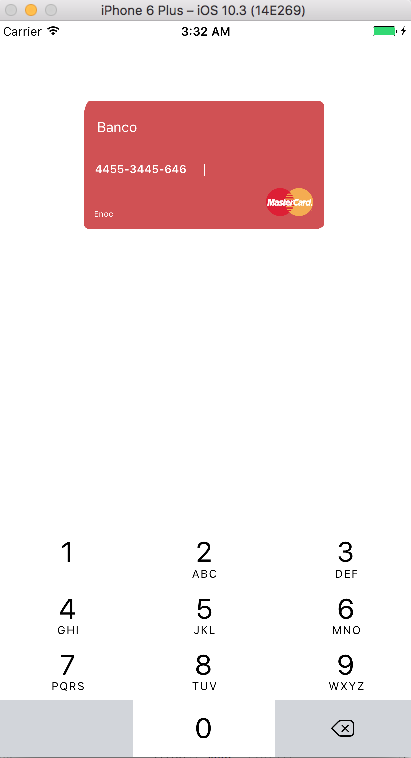 iPhone 6 Plus – iOS 10.3 (14E269)
Carrier 3:32 AM
Banco
4455-3445-646
MasterCard
Enoc
1 2 3
ABC DEF
4 5 6
GHI JKL MNO
7 8 9
PQRS TUV WXYZ
0